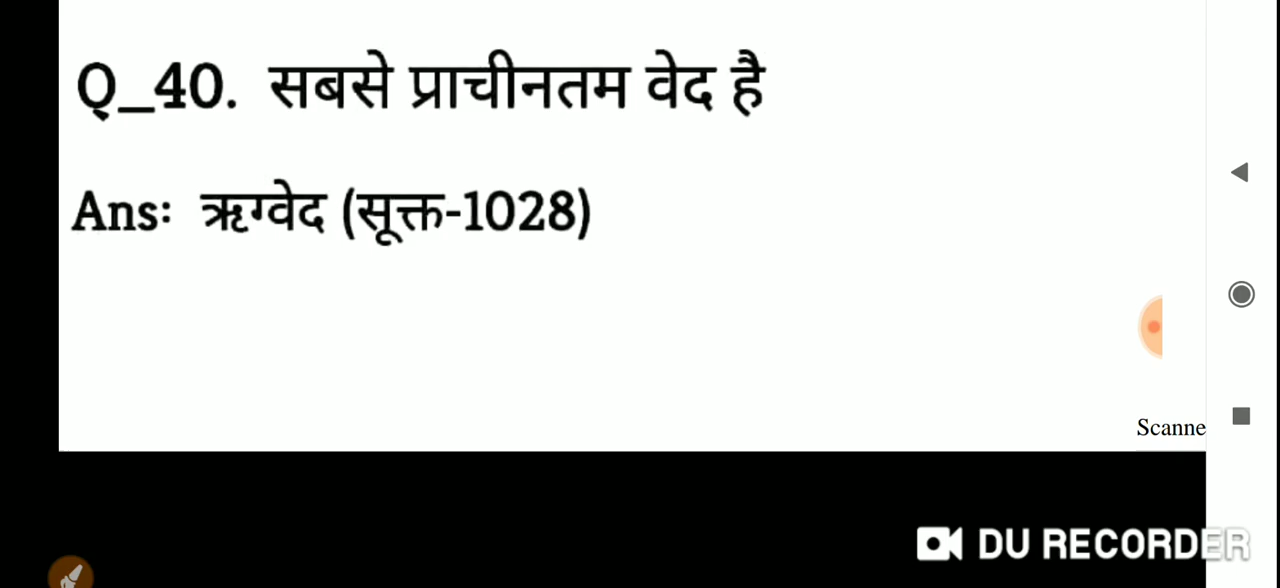 Q_40. सबसे प्राचीनतम वेद है
Ans: ऋग्वेद (सूक्त-1028)
Scanne
DU RECORDER